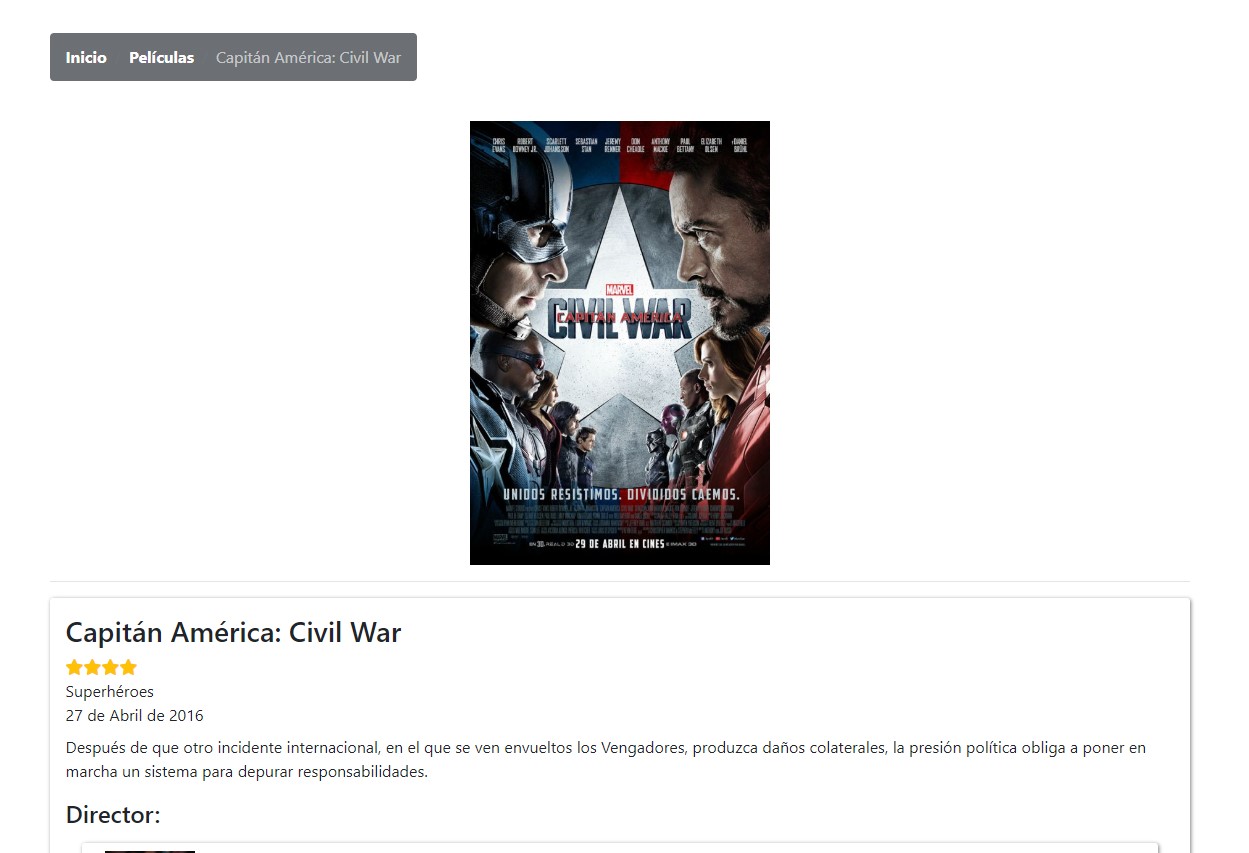 Inicio Películas Capitán América: Civil War
CHRIS EVANS ROBERT DOWNEY JR. SCARLETT JOHANSSON SEBASTIAN STAN JEREMY RENNER DON CHEADLE ANTHONY MACKIE PAUL BETTANY ELIZABETH OLSEN Y DANIEL BRÜHL
MARVEL
CIVIL WAR
CAPITÁN AMÉRICA
UNIDOS RESISTIMOS. DIVIDIDOS CAEMOS.
EN 3D, REAL D 3D 29 DE ABRIL EN CINES E IMAX 3D
Capitán América: Civil War
Superhéroes
27 de Abril de 2016
Después de que otro incidente internacional, en el que se ven envueltos los Vengadores, produzca daños colaterales, la presión política obliga a poner en
marcha un sistema para depurar responsabilidades.
Director: